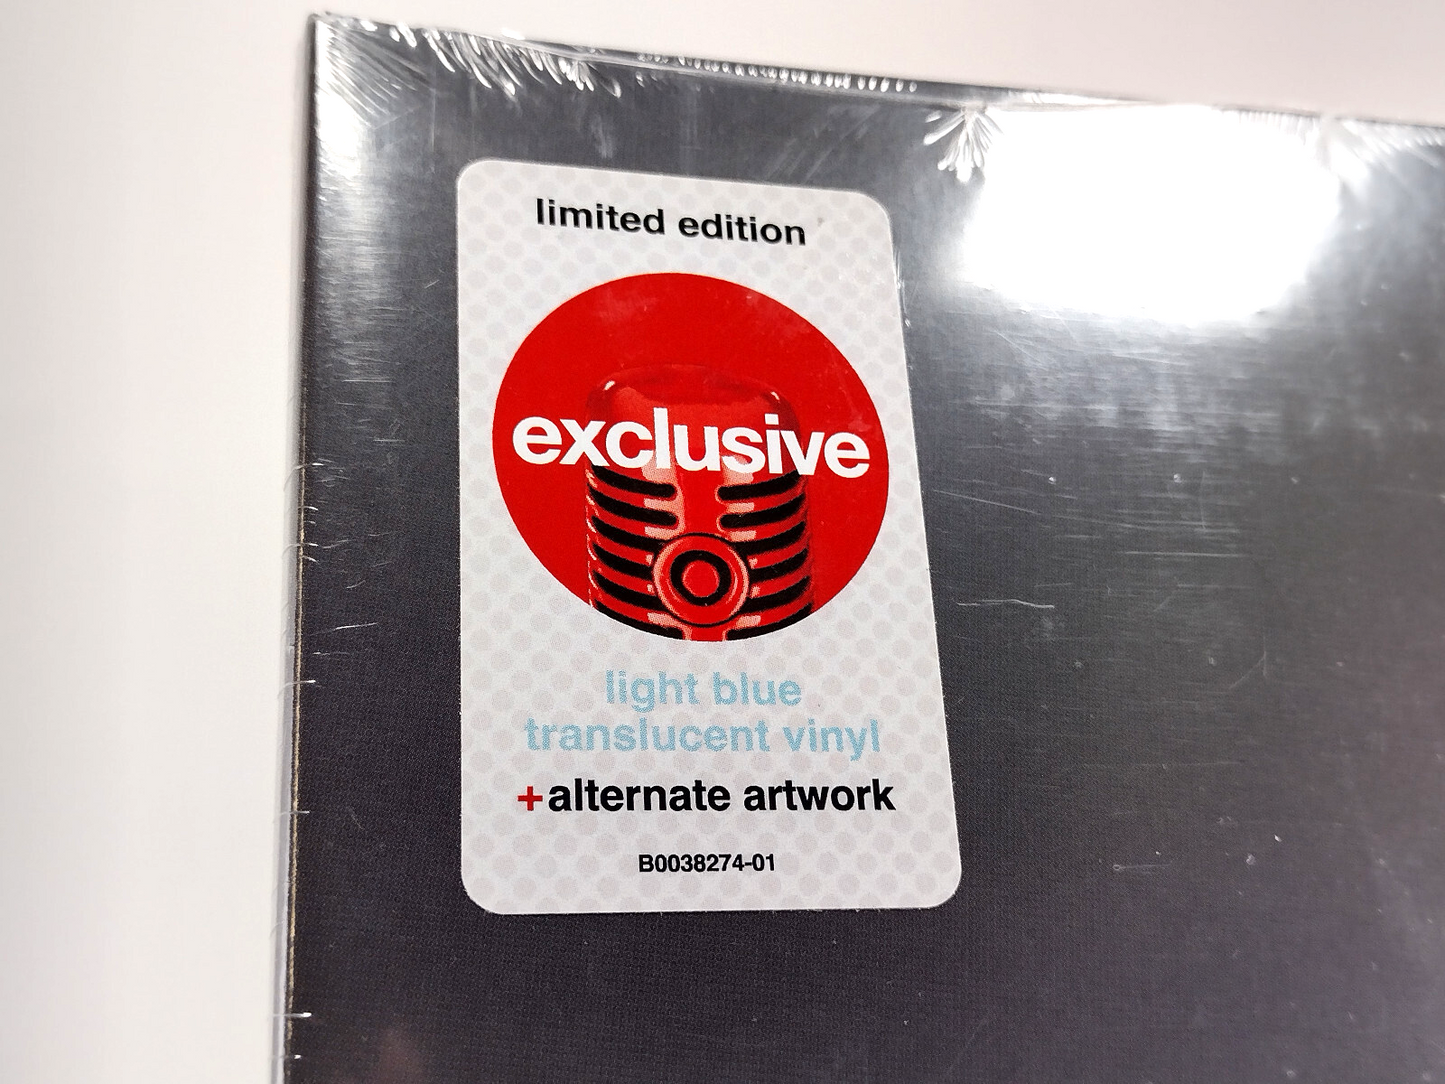 limited edition
exclusive
light blue
translucent vinyl
+alternate artwork
B0038274-01